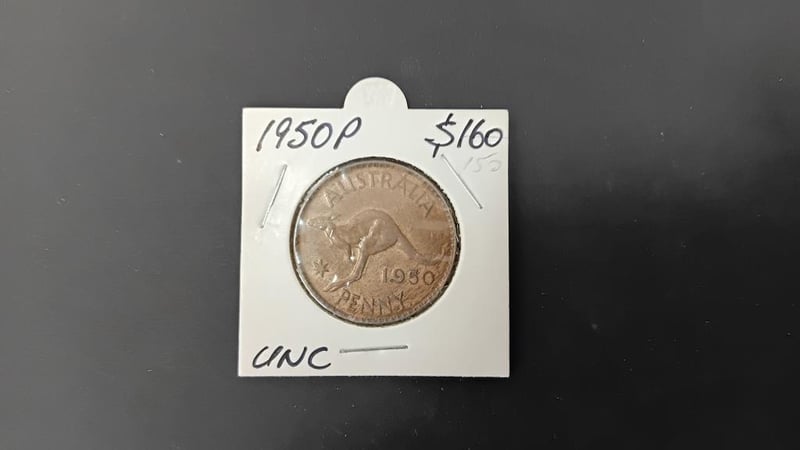 1950P $160
150
AUSTRALIA
1950
PENNY.
UNC